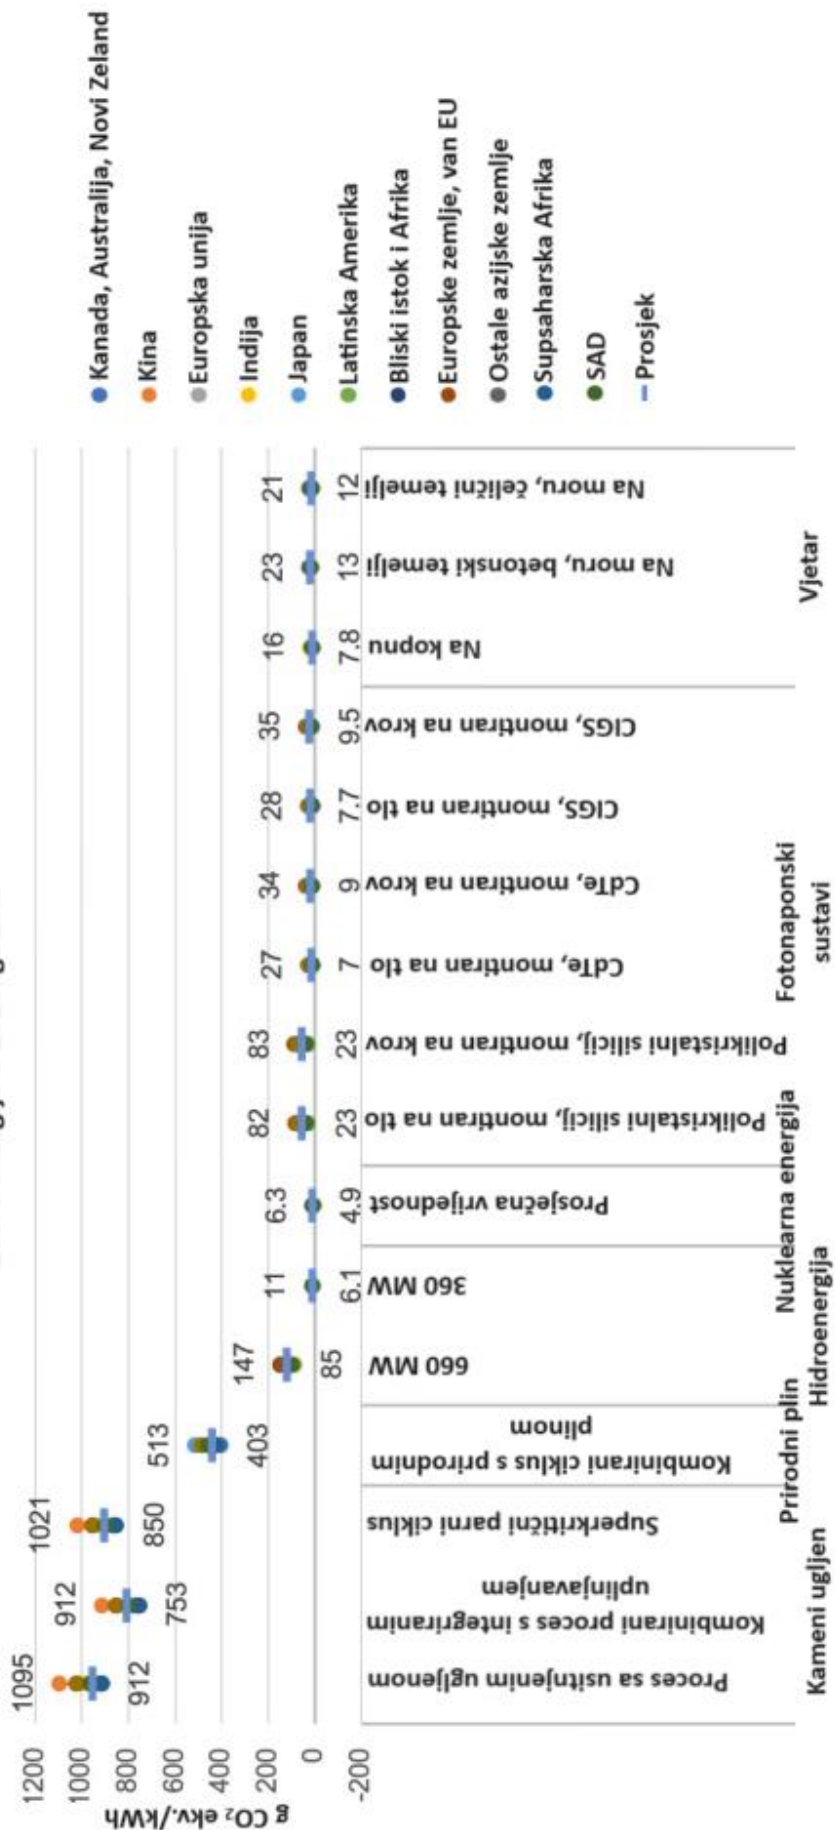 g CO₂ ekv./kWh
1200
1000
800
600
400
200
0
-200
1095
912
912
753
1021
850
513
403
147
85
11
6.1
6.3
4.9
82
23
83
23
27
7
34
9
28
7.7
35
9.5
16
7.8
23
13
21
12
Proces sa usitnjenim ugljenom
Kombinirani proces s integriranim
uplinjavanjem
Superkritični parni ciklus
Kombinirani ciklus s prirodnim
plinom
660 MW
360 MW
Prosječna vrijednost
Polikristalni silicij, montiran na tlo
Polikristalni silicij, montiran na krov
CdTe, montiran na tlo
CdTe, montiran na krov
CIGS, montiran na tlo
CIGS, montiran na krov
Na kopnu
Na moru, betonski temelji
Na moru, čelični temelji
Kameni ugljen
Prirodni plin
Hidroenergija
Nuklearna energija
Fotonaponski
sustavi
Vjetar
Kanada, Australija, Novi Zeland
Kina
Europska unija
Indija
Japan
Latinska Amerika
Bliski istok i Afrika
Europske zemlje, van EU
Ostale azijske zemlje
Supsaharska Afrika
SAD
Prosjek